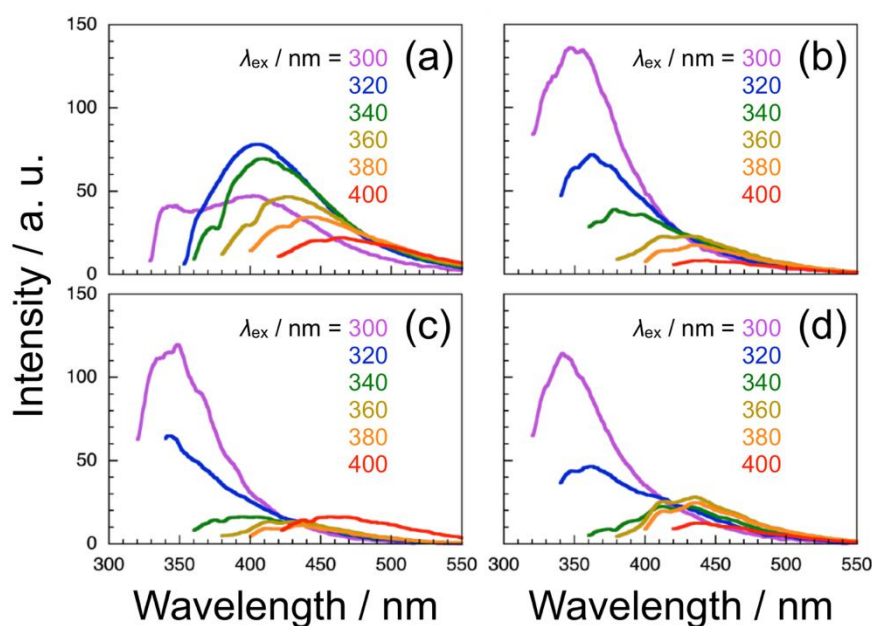 150
100
50
0
λex / nm = 300
320
340
360
380
400
(a)
λex / nm = 300
320
340
360
380
400
(b)
150
100
50
0
300 350 400 450 500 550
λex / nm = 300
320
340
360
380
400
(c)
300 350 400 450 500 550
λex / nm = 300
320
340
360
380
400
(d)
Intensity / a. u.
Wavelength / nm
Wavelength / nm